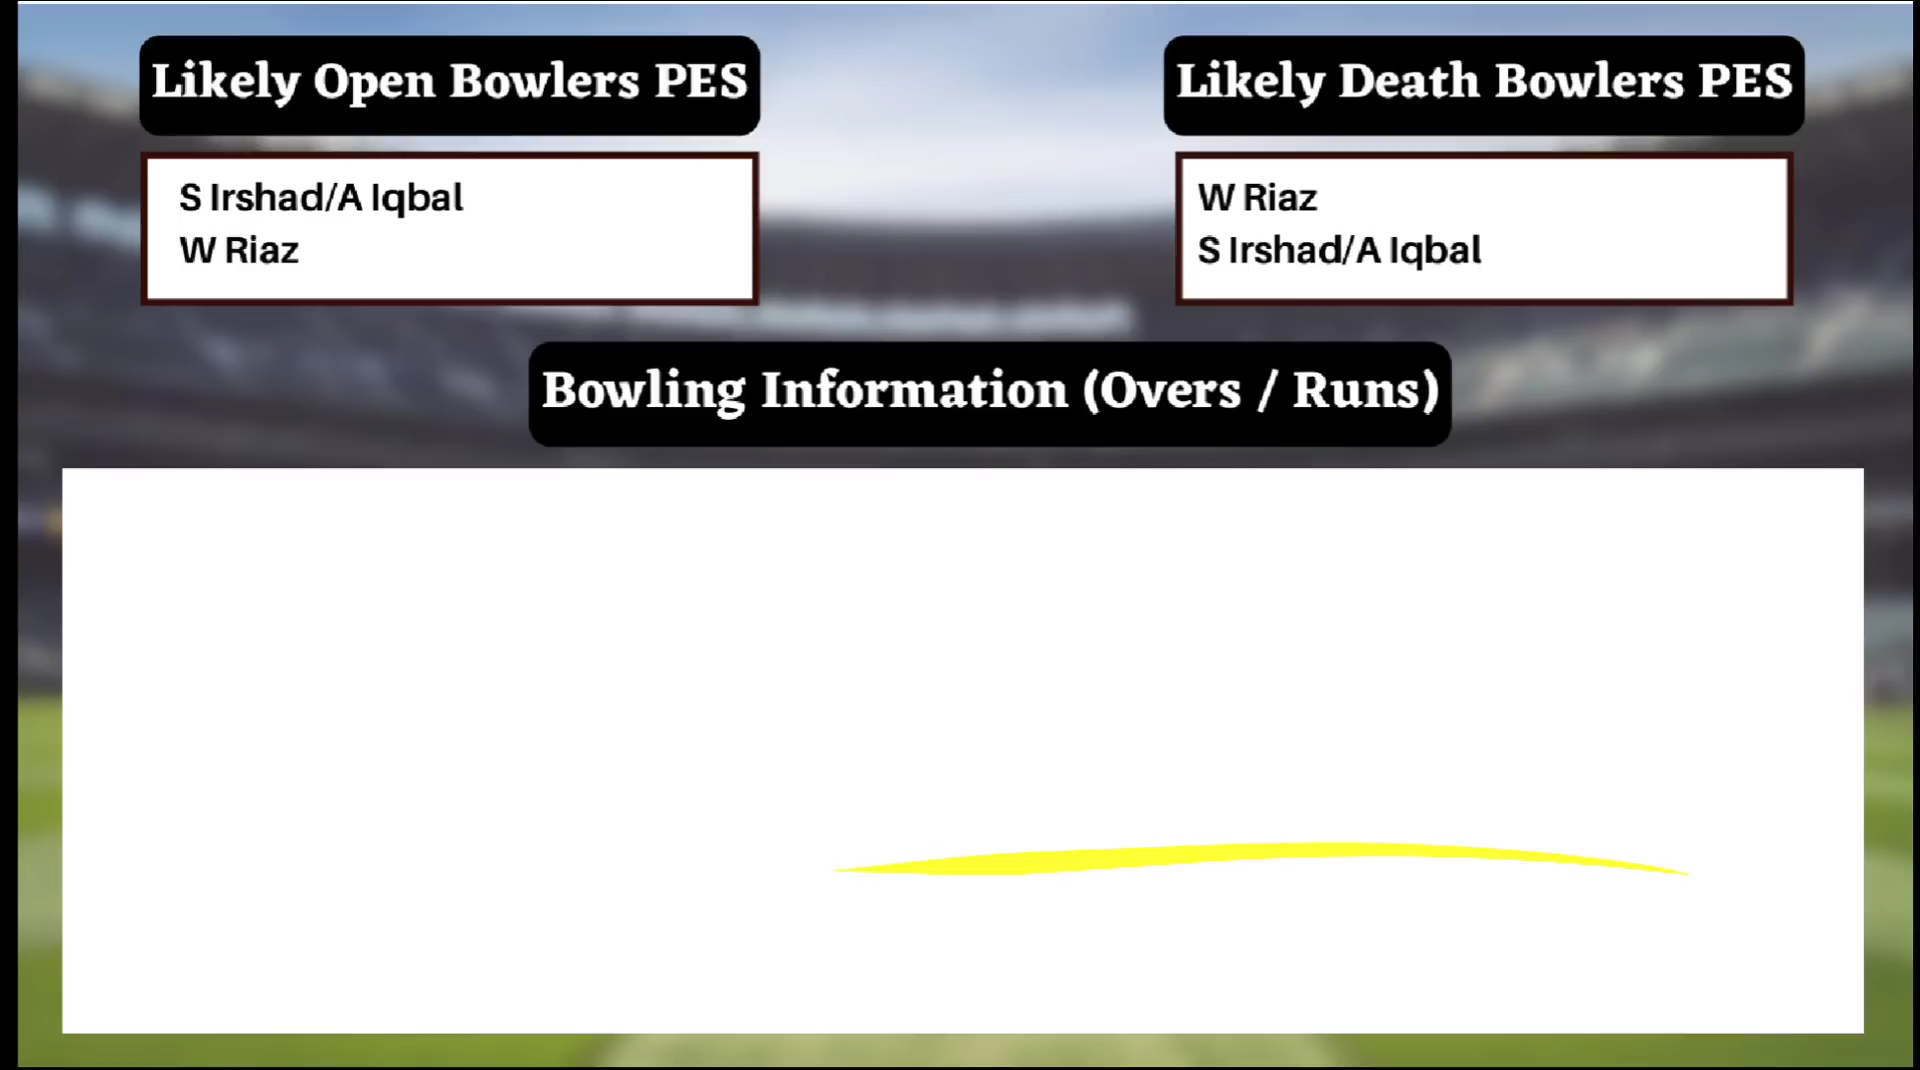 Likely Open Bowlers PES
S Irshad/A Iqbal
W Riaz
Likely Death Bowlers PES
W Riaz
S Irshad/A Iqbal
Bowling Information (Overs / Runs)